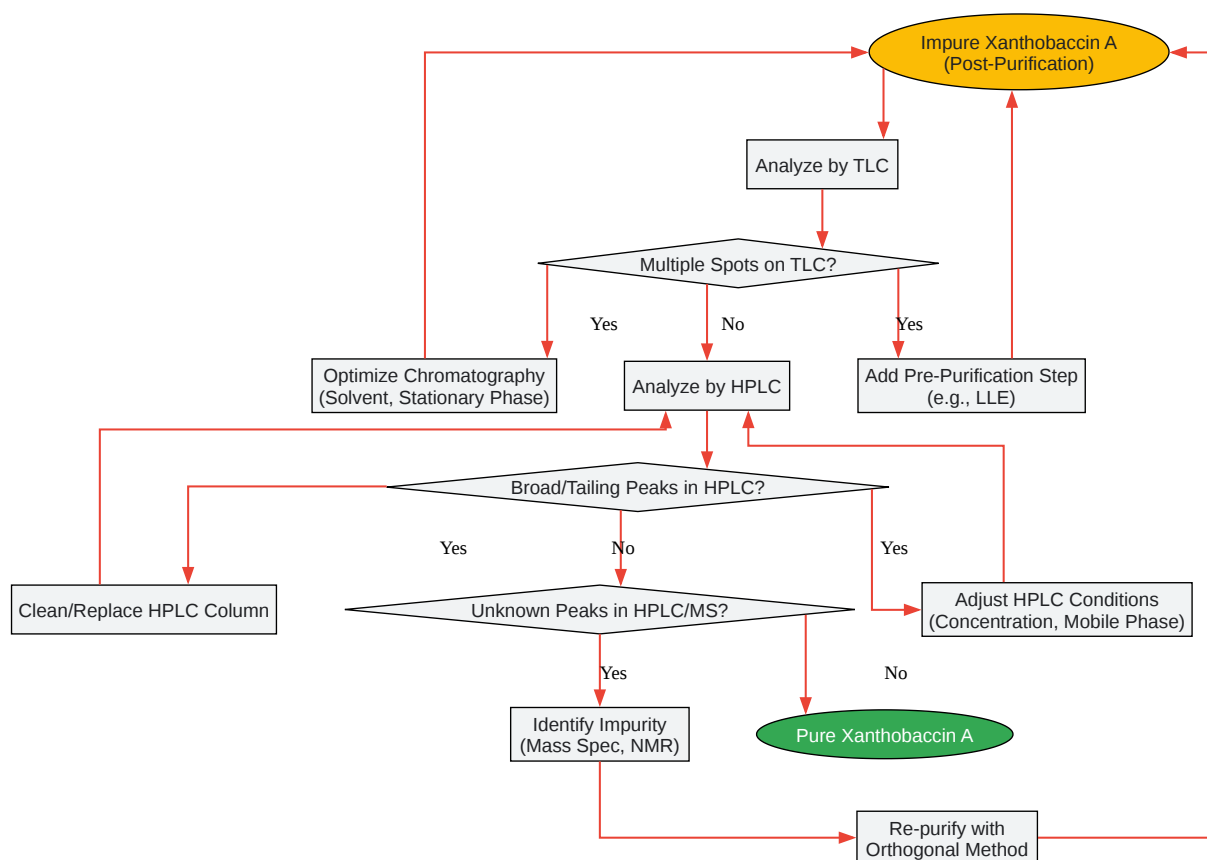 Impure Xanthobaccin A
(Post-Purification)
Analyze by TLC
Multiple Spots on TLC?
Yes
No
Yes
Optimize Chromatography
(Solvent, Stationary Phase)
Analyze by HPLC
Add Pre-Purification Step
(e.g., LLE)
Broad/Tailing Peaks in HPLC?
Yes
No
Yes
Clean/Replace HPLC Column
Unknown Peaks in HPLC/MS?
Adjust HPLC Conditions
(Concentration, Mobile Phase)
Yes
No
Identify Impurity
(Mass Spec, NMR)
Pure Xanthobaccin A
Re-purify with
Orthogonal Method